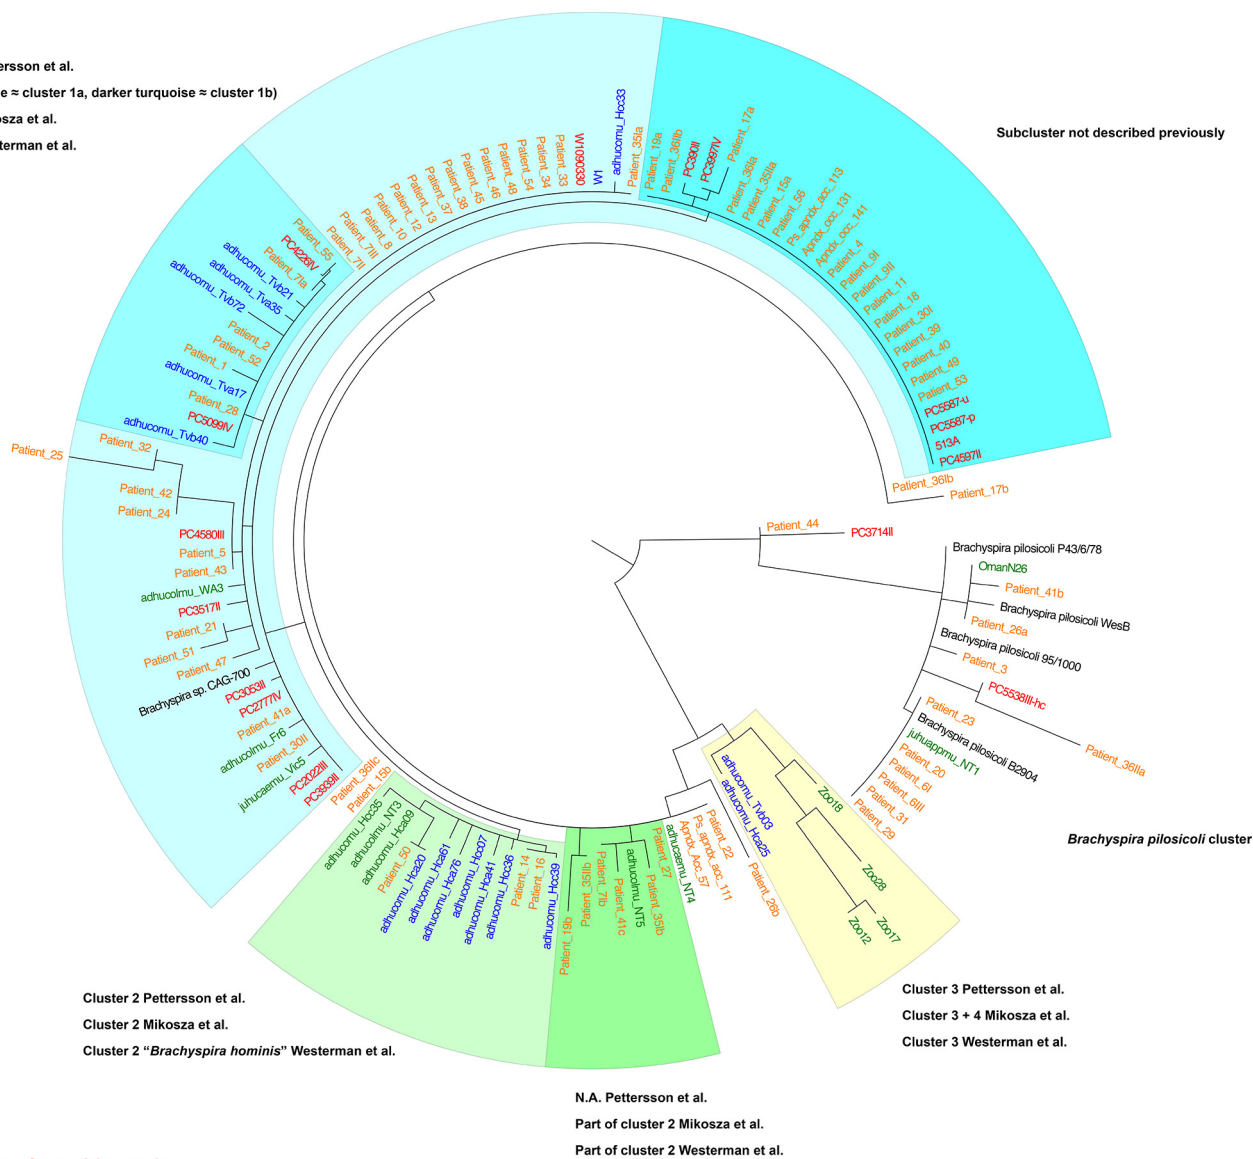 ersson et al.
e ≈ cluster 1a, darker turquoise ≈ cluster 1b)
osza et al.
terman et al.
Subcluster not described previously
Patient_55
PC4226IV
Patient_7Ia
adhucomu_Tvb21
adhucomu_Tva35
adhucomu_Tvb72
Patient_2
Patient_52
Patient_1
adhucomu_Tva17
Patient_28
PC5099IV
adhucomu_Tvb40
Patient_7II
Patient_7III
Patient_8
Patient_10
Patient_12
Patient_13
Patient_37
Patient_38
Patient_45
Patient_46
Patient_48
Patient_54
Patient_34
Patient_33
W1090330
W1
adhucomu_Hcc33
Patient_35Ia
Patient_19a
Patient_36IIb
PC390II
PC3997IV
Patient_17a
Patient_36Ia
Patient_35IIa
Patient_15a
Patient_56
Ps_apndx_acc_113
Apndx_occ_131
Apndx_occ_141
Patient_4
Patient_9I
Patient_9II
Patient_11
Patient_18
Patient_30I
Patient_39
Patient_40
Patient_49
Patient_53
PC5587-u
PC5587-p
513A
PC4597II
Patient_36Ib
Patient_17b
Patient_25
Patient_32
Patient_42
Patient_24
PC4580III
Patient_5
Patient_43
adhucolmu_WA3
PC3517II
Patient_21
Patient_51
Patient_47
Brachyspira sp. CAG-700
PC3053II
PC2777IV
Patient_41a
adhucolmu_Fr6
Patient_30II
juhucaemu_Vic5
PC2022III
PC3939II
Patient_36IIc
Patient_15b
Patient_44
PC3714II
Brachyspira pilosicoli P43/6/78
OmanN26
Patient_41b
Brachyspira pilosicoli WesB
Patient_26a
Brachyspira pilosicoli 95/1000
Patient_3
PC5538III-hc
Patient_36IIa
Patient_23
Brachyspira pilosicoli B2904
juhuappmu_NT1
Patient_20
Patient_6I
Patient_6III
Patient_31
Patient_29
Brachyspira pilosicoli cluster
adhucomu_Hcc35
adhucolmu_NT3
adhucomu_Hca09
Patient_50
adhucomu_Hca20
adhucomu_Hca61
adhucomu_Hca76
adhucomu_Hcc07
adhucomu_Hca41
adhucomu_Hcc36
Patient_14
Patient_16
adhucomu_Hcc39
Patient_19b
Patient_35IIb
Patient_7Ib
Patient_41c
adhucolmu_NT5
Patient_35Ib
Patient_27
adhucaemu_NT4
Apndx_Acc_57
Ps_apndx_acc_111
Patient_22
Patient_26b
adhucomu_Tvb03
adhucomu_Hca25
Zoo18
Zoo28
Zoo17
Zoo12
Cluster 2 Pettersson et al.
Cluster 2 Mikosza et al.
Cluster 2 “Brachyspira hominis” Westerman et al.
Cluster 3 Pettersson et al.
Cluster 3 + 4 Mikosza et al.
Cluster 3 Westerman et al.
N.A. Pettersson et al.
Part of cluster 2 Mikosza et al.
Part of cluster 2 Westerman et al.